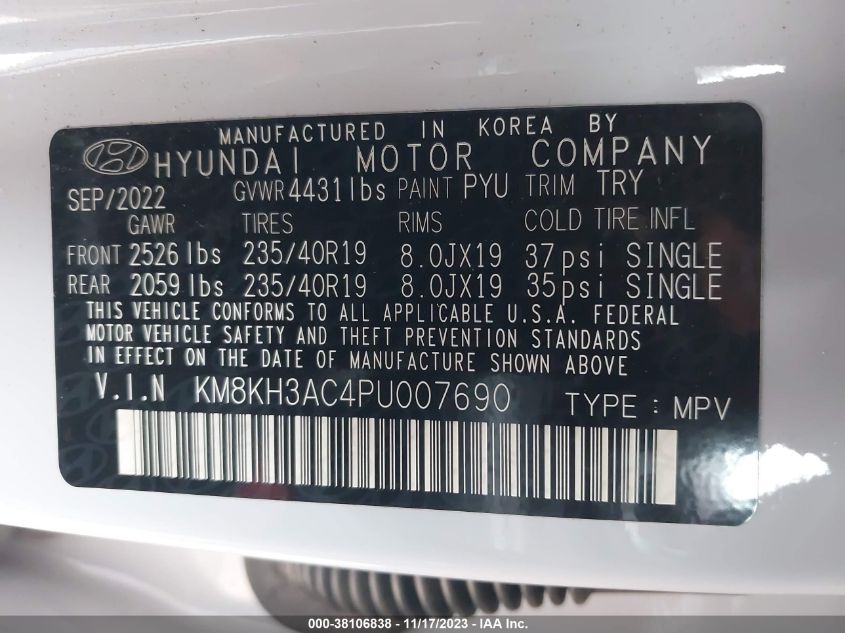 MANUFACTURED IN KOREA BY
HYUNDAI MOTOR COMPANY
SEP/2022 GVWR 4431lbs PAINT PYU TRIM TRY
GAWR TIRES RIMS COLD TIRE INFL
FRONT 2526 lbs 235/40R19 8.0JX19 37psi SINGLE
REAR 2059 lbs 235/40R19 8.0JX19 35psi SINGLE
THIS VEHICLE CONFORMS TO ALL APPLICABLE U.S.A. FEDERAL
MOTOR VEHICLE SAFETY AND THEFT PREVENTION STANDARDS
IN EFFECT ON THE DATE OF MANUFACTURE SHOWN ABOVE
V.I.N KM8KH3AC4PU007690 TYPE : MPV
000-38106838 - 11/17/2023 - © IAA Inc.